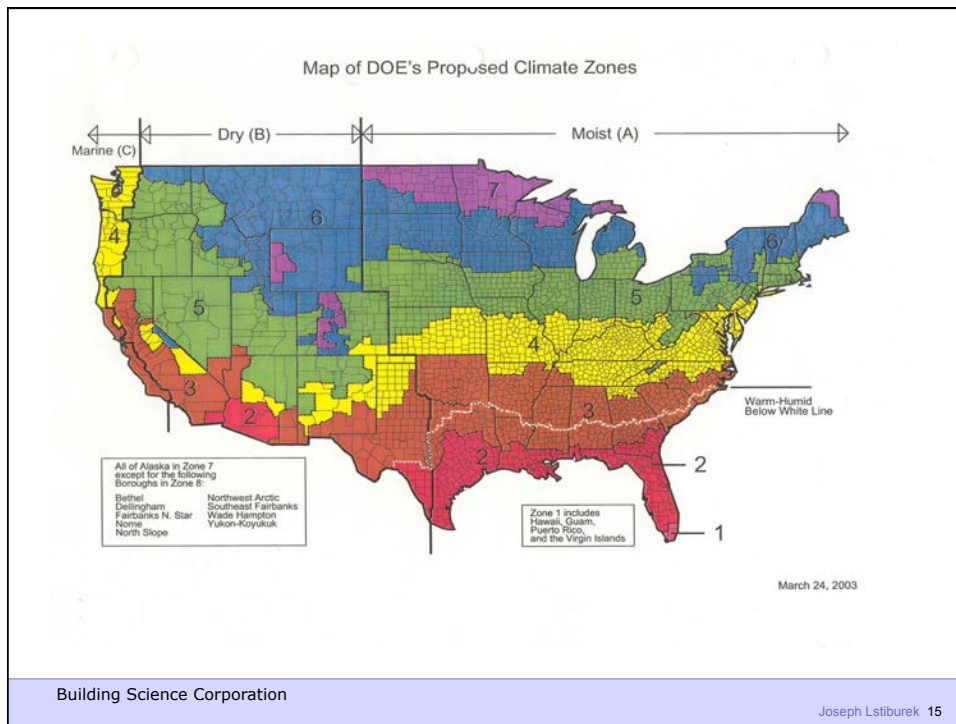 Map of DOE's Proposed Climate Zones
Marine (C)
Dry (B)
Moist (A)
7
6
4
6
5
5
4
3
3
2
2
Warm-Humid
Below White Line
2
1
All of Alaska in Zone 7
except for the following
Boroughs in Zone 8:
Bethel
Dellingham
Fairbanks N. Star
Nome
North Slope
Northwest Arctic
Southeast Fairbanks
Wade Hampton
Yukon-Koyukuk
Zone 1 includes
Hawaii, Guam,
Puerto Rico,
and the Virgin Islands
March 24, 2003
Building Science Corporation
Joseph Lstiburek 15